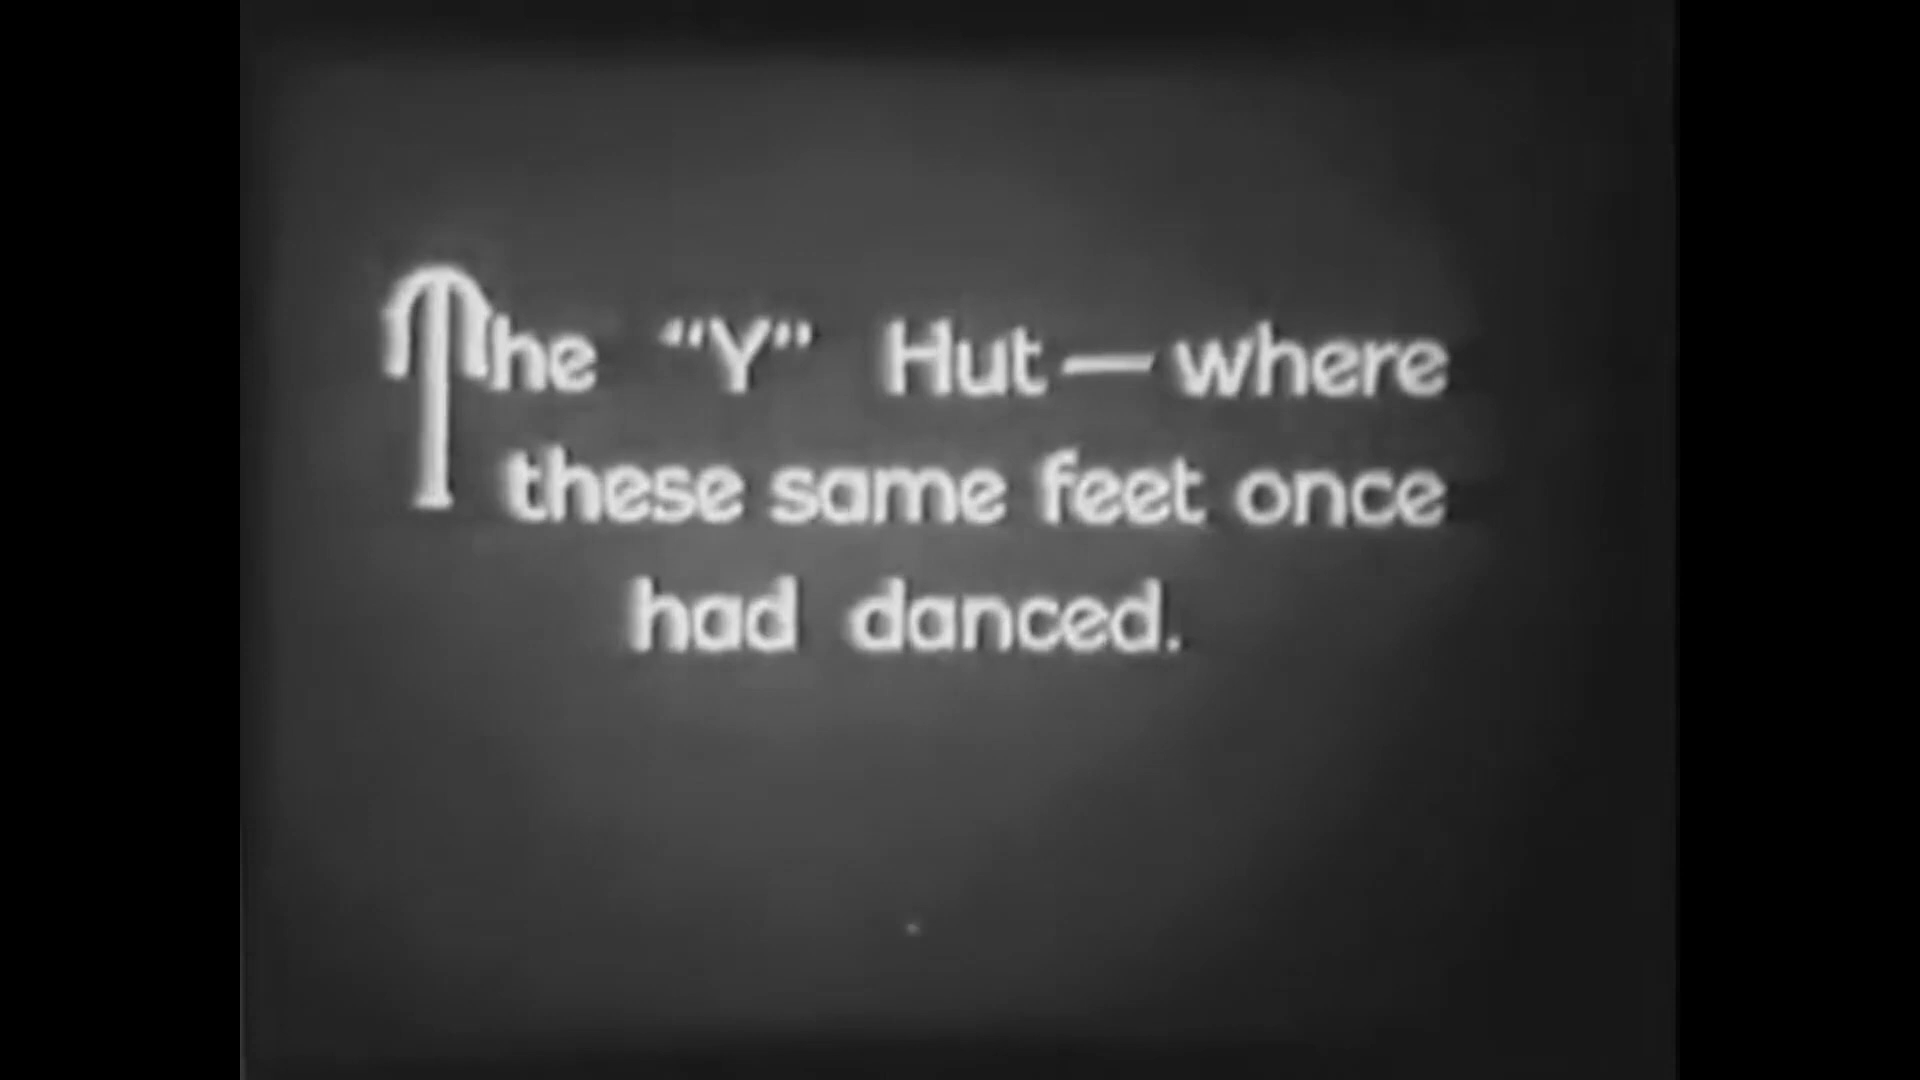 The “Y” Hut — where
these same feet once
had danced.